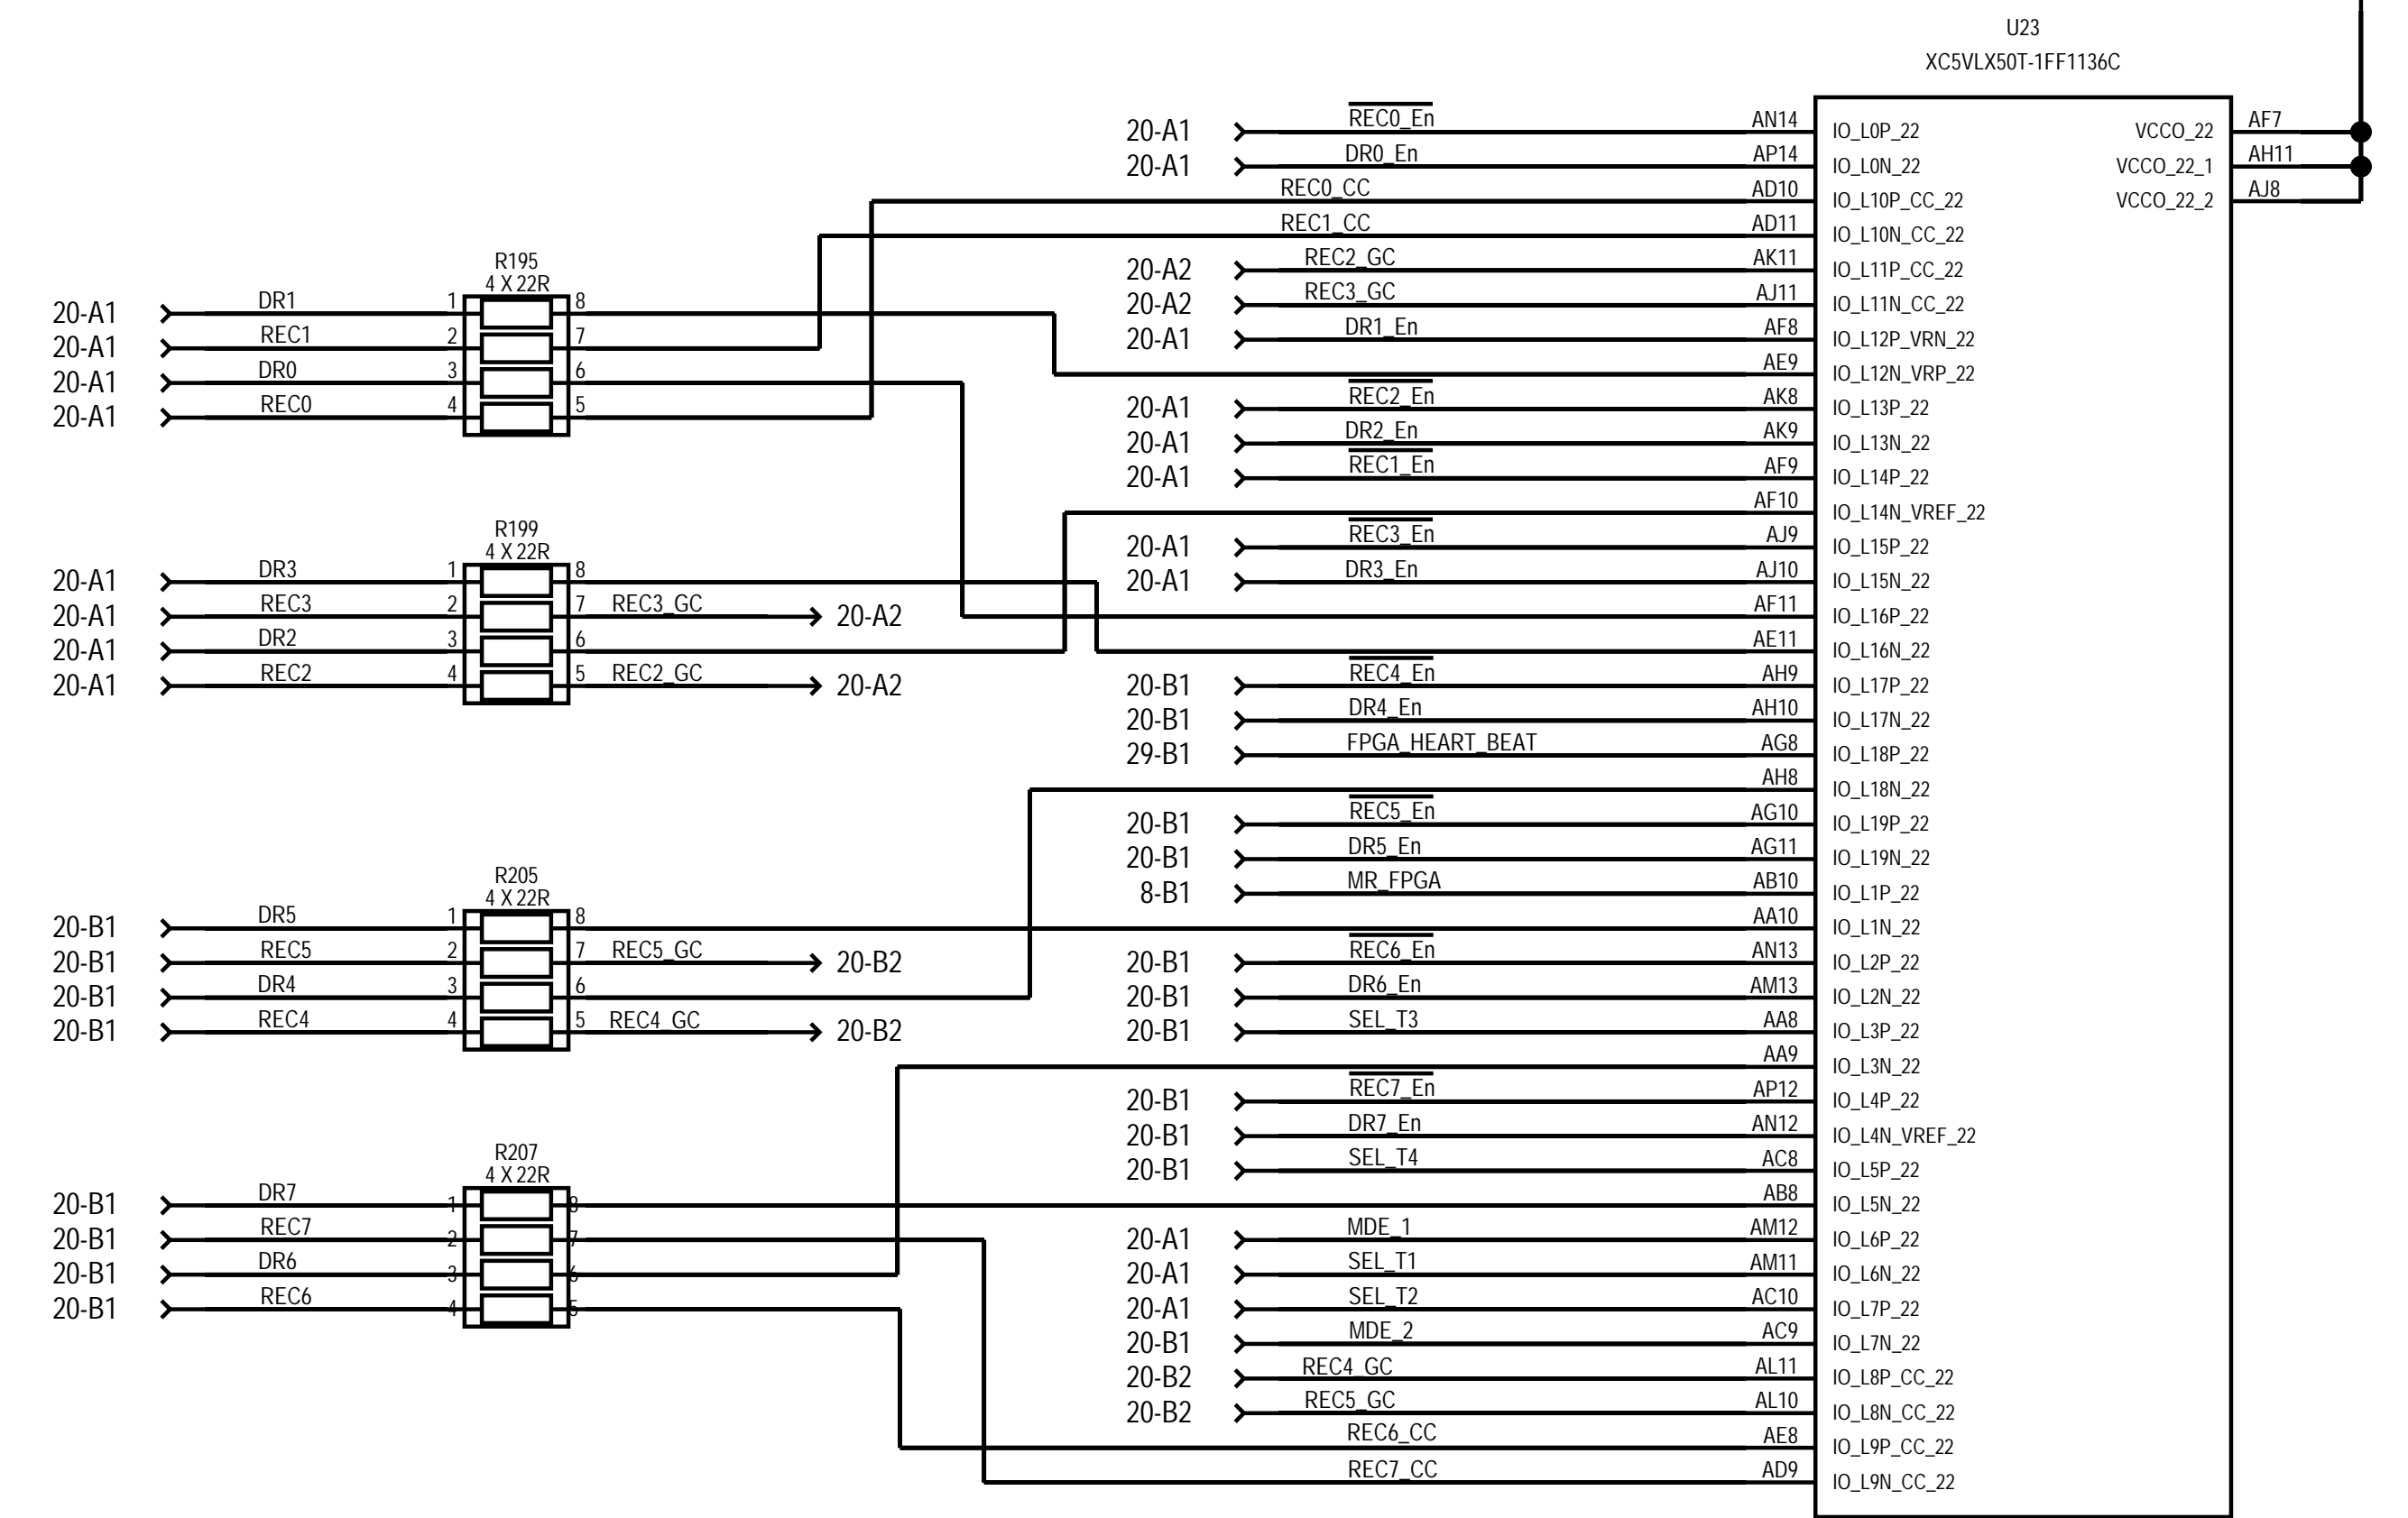 U23
XC5VLX50T-1FF1136C
20-A1 REC0_En AN14 IO_L0P_22 VCCO_22 AF7
20-A1 DR0_En AP14 IO_L0N_22 VCCO_22_1 AH11
REC0_CC AD10 IO_L10P_CC_22 VCCO_22_2 AJ8
REC1_CC AD11 IO_L10N_CC_22
20-A2 REC2_GC AK11 IO_L11P_CC_22
20-A2 REC3_GC AJ11 IO_L11N_CC_22
20-A1 DR1_En AF8 IO_L12P_VRN_22
AE9 IO_L12N_VRP_22
20-A1 REC2_En AK8 IO_L13P_22
20-A1 DR2_En AK9 IO_L13N_22
20-A1 REC1_En AF9 IO_L14P_22
AF10 IO_L14N_VREF_22
20-A1 REC3_En AJ9 IO_L15P_22
20-A1 DR3_En AJ10 IO_L15N_22
AF11 IO_L16P_22
AE11 IO_L16N_22
20-B1 REC4_En AH9 IO_L17P_22
20-B1 DR4_En AH10 IO_L17N_22
29-B1 FPGA_HEART_BEAT AG8 IO_L18P_22
AH8 IO_L18N_22
20-B1 REC5_En AG10 IO_L19P_22
20-B1 DR5_En AG11 IO_L19N_22
8-B1 MR_FPGA AB10 IO_L1P_22
AA10 IO_L1N_22
20-B1 REC6_En AN13 IO_L2P_22
20-B1 DR6_En AM13 IO_L2N_22
20-B1 SEL_T3 AA8 IO_L3P_22
AA9 IO_L3N_22
20-B1 REC7_En AP12 IO_L4P_22
20-B1 DR7_En AN12 IO_L4N_VREF_22
20-B1 SEL_T4 AC8 IO_L5P_22
AB8 IO_L5N_22
20-A1 MDE_1 AM12 IO_L6P_22
20-A1 SEL_T1 AM11 IO_L6N_22
20-A1 SEL_T2 AC10 IO_L7P_22
20-B1 MDE_2 AC9 IO_L7N_22
20-B2 REC4_GC AL11 IO_L8P_CC_22
20-B2 REC5_GC AL10 IO_L8N_CC_22
REC6_CC AE8 IO_L9P_CC_22
REC7_CC AD9 IO_L9N_CC_22
R195
4 X 22R
20-A1 DR1 1 8
20-A1 REC1 2 7
20-A1 DR0 3 6
20-A1 REC0 4 5
R199
4 X 22R
20-A1 DR3 1 8
20-A1 REC3 2 7 REC3_GC 20-A2
20-A1 DR2 3 6
20-A1 REC2 4 5 REC2_GC 20-A2
R205
4 X 22R
20-B1 DR5 1 8
20-B1 REC5 2 7 REC5_GC 20-B2
20-B1 DR4 3 6
20-B1 REC4 4 5 REC4_GC 20-B2
R207
4 X 22R
20-B1 DR7 1 8
20-B1 REC7 2 7
20-B1 DR6 3 6
20-B1 REC6 4 5